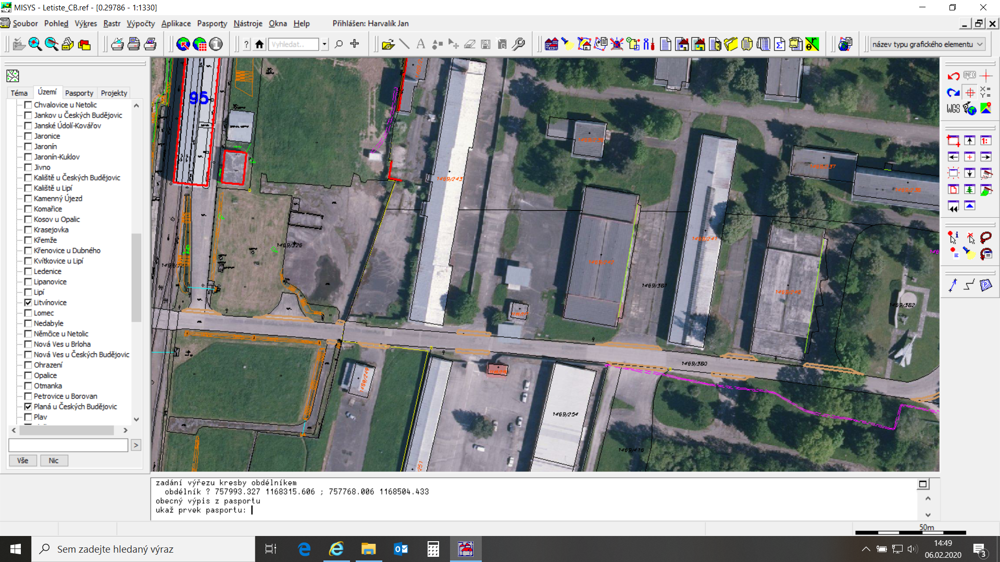 MISYS - Letiste_CB.ref - [0.29786 - 1:1330]
Soubor Pohled Výkres Rastr Výpočty Aplikace Pasporty Nástroje Okna Help Přihlášen: Harvalík Jan
Vyhledat..
název typu grafického elementu
Téma Území Pasporty Projekty
Chvalovice u Netolic
Jankov u Českých Budějovic
Janské Údolí-Kovářov
Jaronice
Jaronín
Jaronín-Kuklov
Jivno
Kaliště u Českých Budějovic
Kaliště u Lipí
Kamenný Újezd
Komařice
Kosov u Opalic
Krasejovka
Křemže
Křenovice u Dubného
Kvítkovice u Lipí
Ledenice
Lipanovice
Lipí
Litvínovice
Lomec
Nedabyle
Němčice u Netolic
Nová Ves u Brloha
Nová Ves u Českých Budějovic
Ohrazení
Opalice
Otmanka
Petrovice u Borovan
Planá u Českých Budějovic
Plav
>
Vše Nic
95
1469/243
1469/241
1469/326
1469/381
1469/382
1469/380
1469/249
1469/254
1469/416
INFO
X=
Y=
WGS
1:
zadání výřezu kresby obdélníkem
obdélník ? 757993.327 1168315.606 ; 757768.006 1168504.433
obecný výpis z pasportu
ukaž prvek pasportu:
50m
Sem zadejte hledaný výraz
14:49
06.02.2020
3